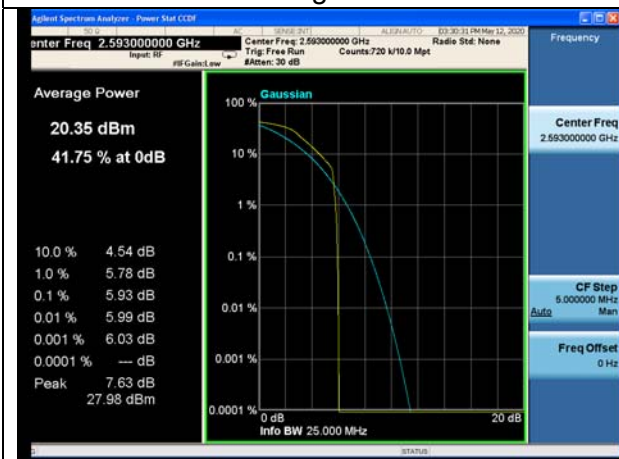 Agilent Spectrum Analyzer - Power Stat CCDF
50 Ω AC SENSE:INT ALIGNAUTO 03:30:31 PM May 12, 2020
enter Freq 2.593000000 GHz
Input: RF
#IFGain:Low
Center Freq: 2.593000000 GHz
Trig: Free Run Counts:720 k/10.0 Mpt
#Atten: 30 dB
Radio Std: None
Frequency
Average Power
20.35 dBm
41.75 % at 0dB
10.0 % 4.54 dB
1.0 % 5.78 dB
0.1 % 5.93 dB
0.01 % 5.99 dB
0.001 % 6.03 dB
0.0001 % --- dB
Peak 7.63 dB
27.98 dBm
Gaussian
100 %
10 %
1 %
0.1 %
0.01 %
0.001 %
0.0001 %
0 dB 20 dB
Info BW 25.000 MHz
Center Freq
2.593000000 GHz
CF Step
5.000000 MHz
Auto Man
Freq Offset
0 Hz
STATUS